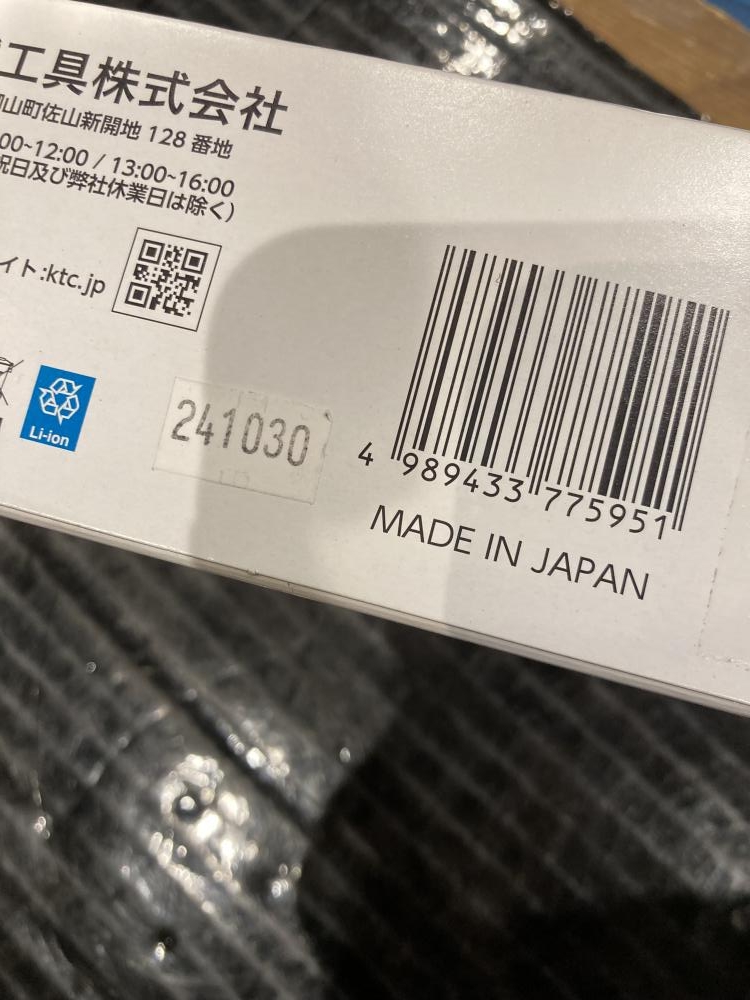 工具株式会社
山町佐山新開地 128 番地
00~12:00 / 13:00~16:00
祝日及び弊社休業日は除く)
イト:ktc.jp
Li-ion
241030
4 989433 775951
MADE IN JAPAN